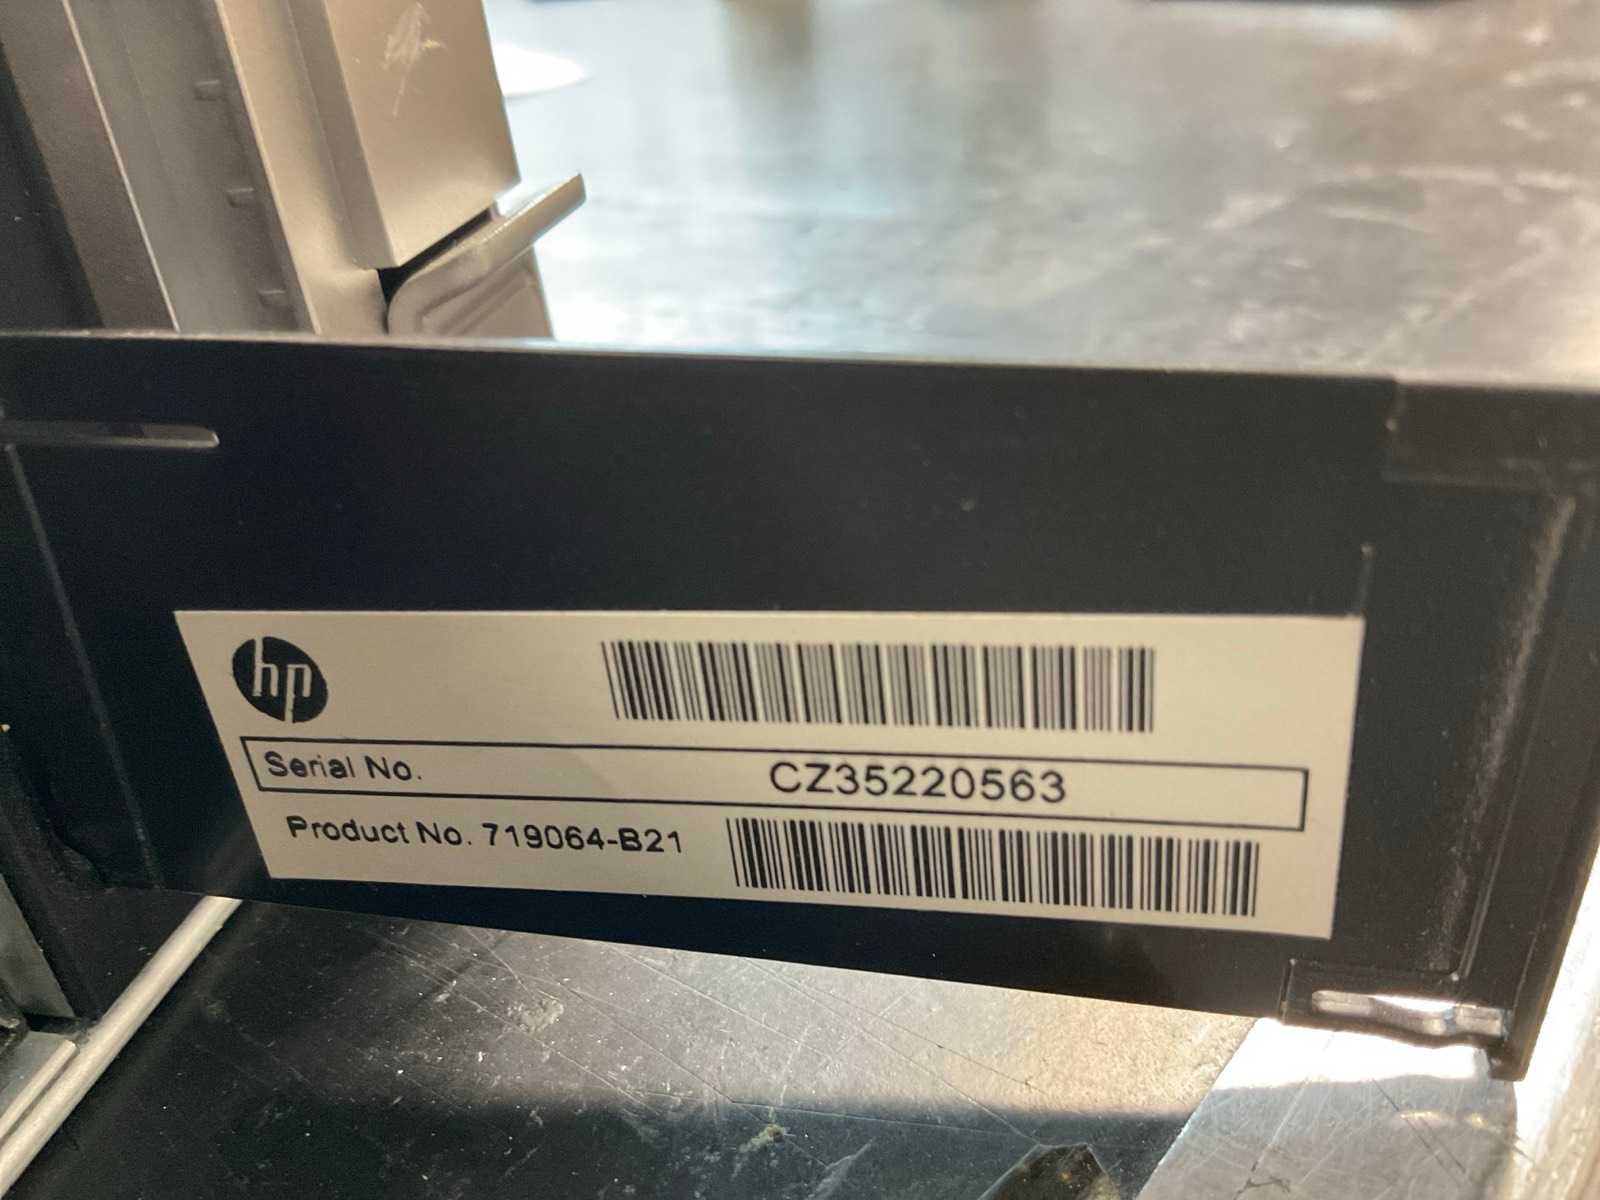 hp
Serial No. CZ35220563
Product No. 719064-B21